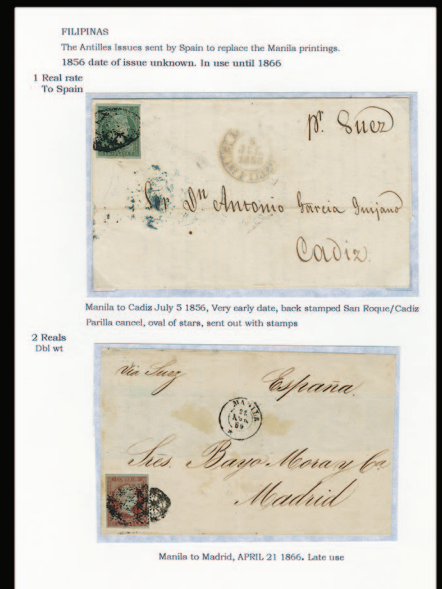 FILIPINAS
The Antilles Issues sent by Spain to replace the Manila printings.
1856 date of issue unknown. In use until 1866
1 Real rate
To Spain
pr. Suez
Sor. Dn Antonio Garcia
Cadiz.
Manila to Cadiz July 5 1856, Very early date, back stamped San Roque/Cadiz
Parilla cancel, oval of stars, sent out with stamps
2 Reals
Dbl wt
Via Suez
España.
MANILA
Sres. Bayo Mora y Ca
Madrid
Manila to Madrid, APRIL 21 1866. Late use